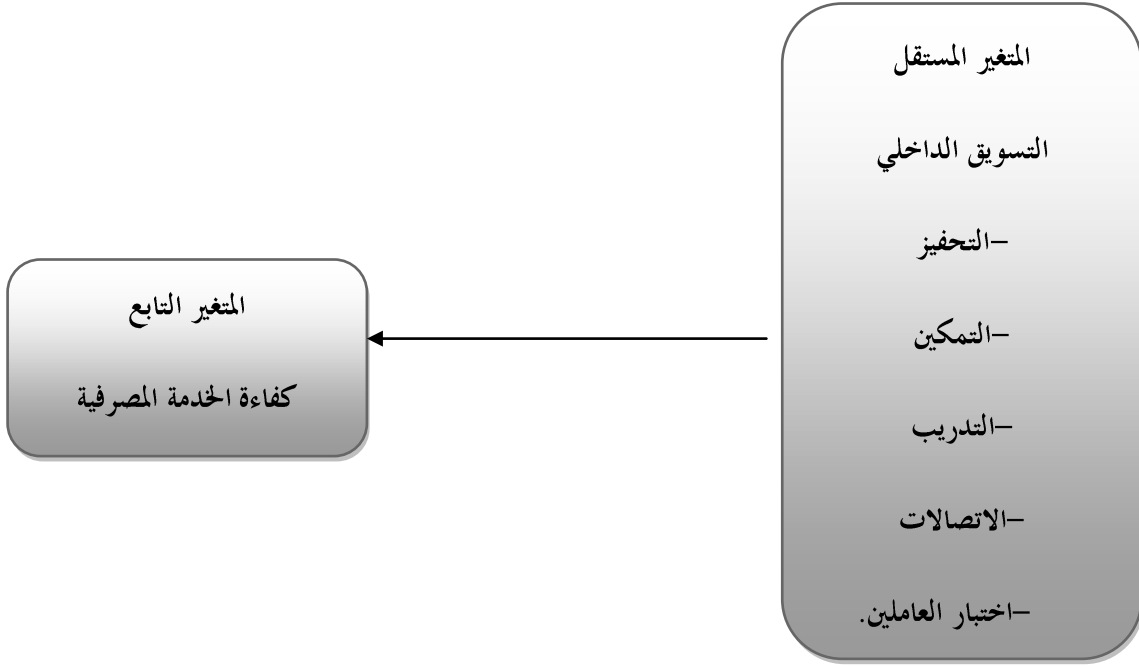 المتغير المستقل
التسويق الداخلي
-التحفيز
-التمكين
-التدريب
-الاتصالات
-اختبار العاملين.
المتغير التابع
كفاءة الخدمة المصرفية